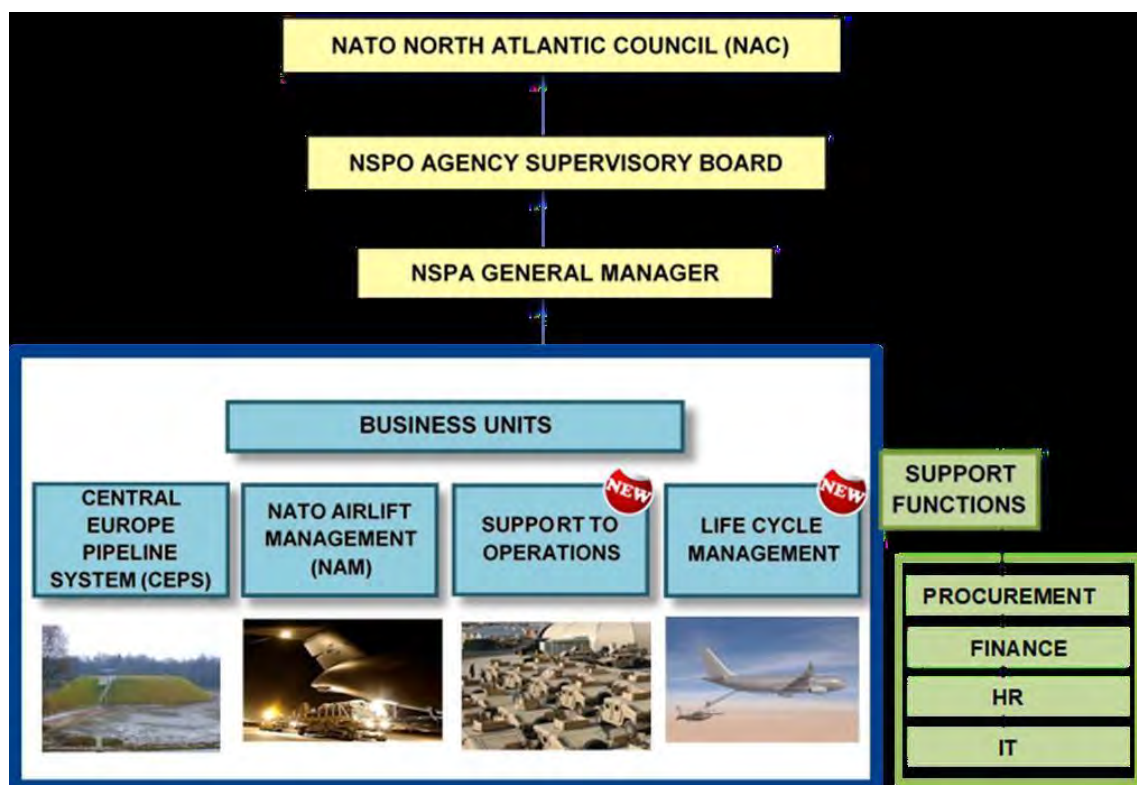 NATO NORTH ATLANTIC COUNCIL (NAC)
NSPO AGENCY SUPERVISORY BOARD
NSPA GENERAL MANAGER
BUSINESS UNITS
CENTRAL
EUROPE
PIPELINE
SYSTEM (CEPS)
NATO AIRLIFT
MANAGEMENT
(NAM)
NEW
SUPPORT TO
OPERATIONS
NEW
LIFE CYCLE
MANAGEMENT
SUPPORT
FUNCTIONS
PROCUREMENT
FINANCE
HR
IT